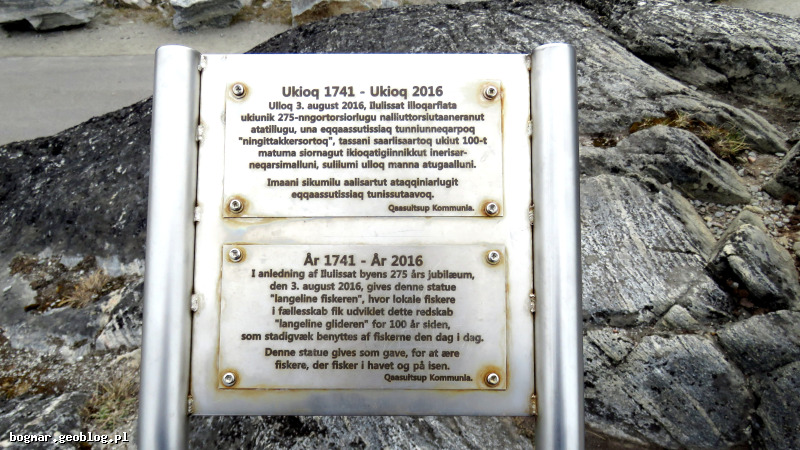 Ukioq 1741 - Ukioq 2016
Ulloq 3. august 2016, Ilulissat illoqarfiata
ukiunik 275-nngortorsiorlugu nalliuttorsiutaaneranut
atatillugu, una eqqaassutissiaq tunniunneqarpoq
"ningittakkersortoq", tassani saarlisaartoq ukiut 100-t
matuma siornagut ikioqatigiinnikkut inerisar-
neqarsimalluni, sulilumi ulloq manna atugaalluni.
Imaani sikumilu aalisartut ataqqiniarlugit
eqqaassutissiaq tunissutaavoq.
Qaasuitsup Kommunia.
År 1741 - År 2016
I anledning af Ilulissat byens 275 års jubilæum,
den 3. august 2016, gives denne statue
"langeline fiskeren", hvor lokale fiskere
i fællesskab fik udviklet dette redskab
"langeline glideren" for 100 år siden,
som stadigvæk benyttes af fiskerne den dag i dag.
Denne statue gives som gave, for at ære
fiskere, der fisker i havet og på isen.
Qaasuitsup Kommunia.
bogmar.geoblog.pl